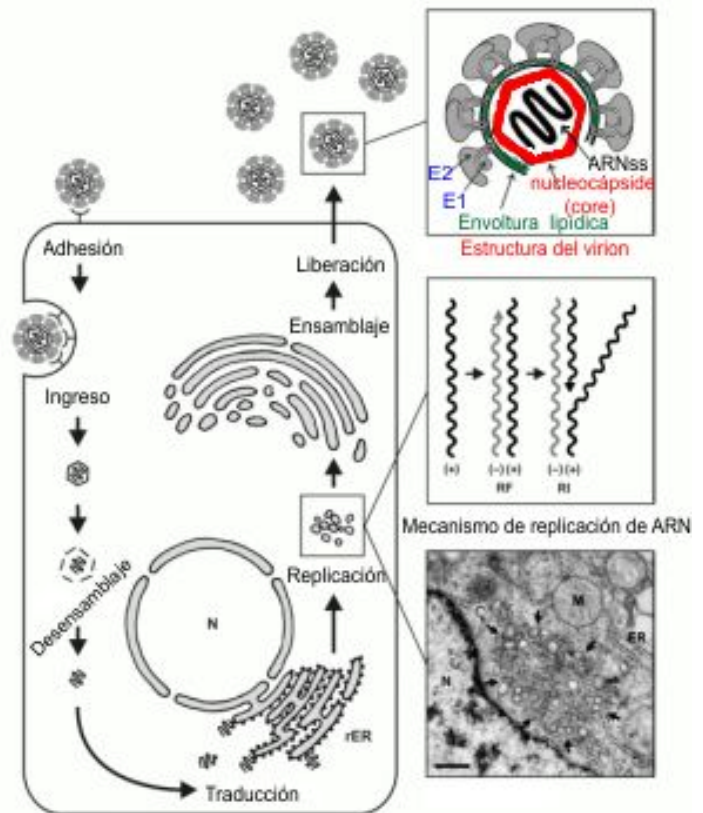 Adhesión
Ingreso
Desensamblaje
Traducción
N
rER
Replicación
G
Ensamblaje
Liberación
E2
E1
ARNss
nucleocápside
(core)
Envoltura lipídica
Estructura del virion
(+) (−)(+) (−)(+)
RF RI
Mecanismo de replicación de ARN
M
ER
N